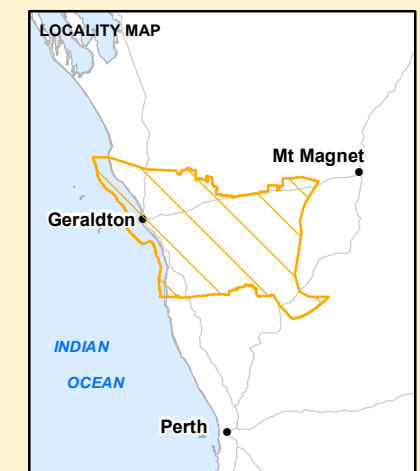 LOCALITY MAP
Mt Magnet
Geraldton
INDIAN
OCEAN
Perth